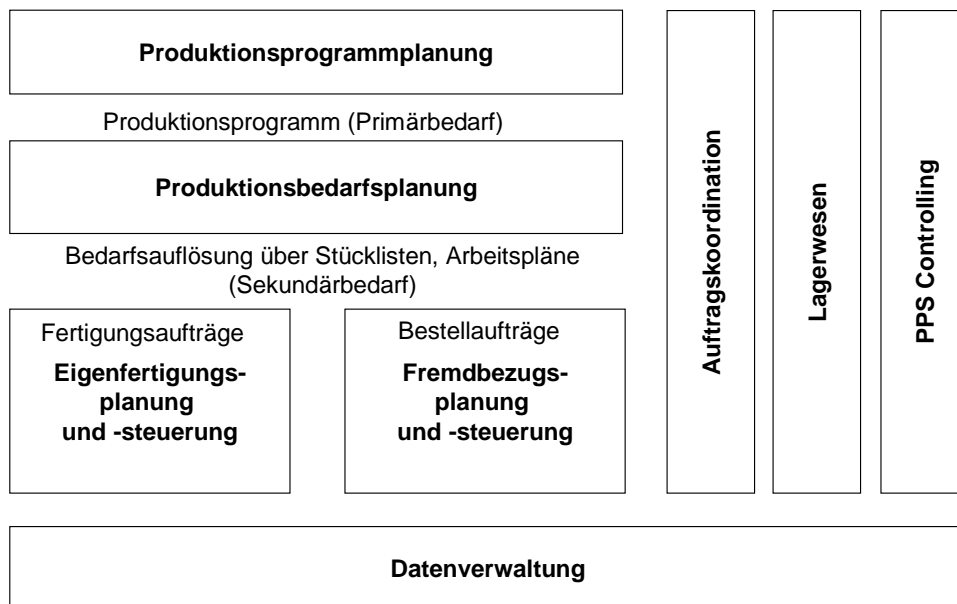 Produktionsprogrammplanung
Produktionsprogramm (Primärbedarf)
Produktionsbedarfsplanung
Bedarfsauflösung über Stücklisten, Arbeitspläne
(Sekundärbedarf)
Fertigungsaufträge
Eigenfertigungs-
planung
und -steuerung
Bestellaufträge
Fremdbezugs-
planung
und -steuerung
Auftragskoordination
Lagerwesen
PPS Controlling
Datenverwaltung